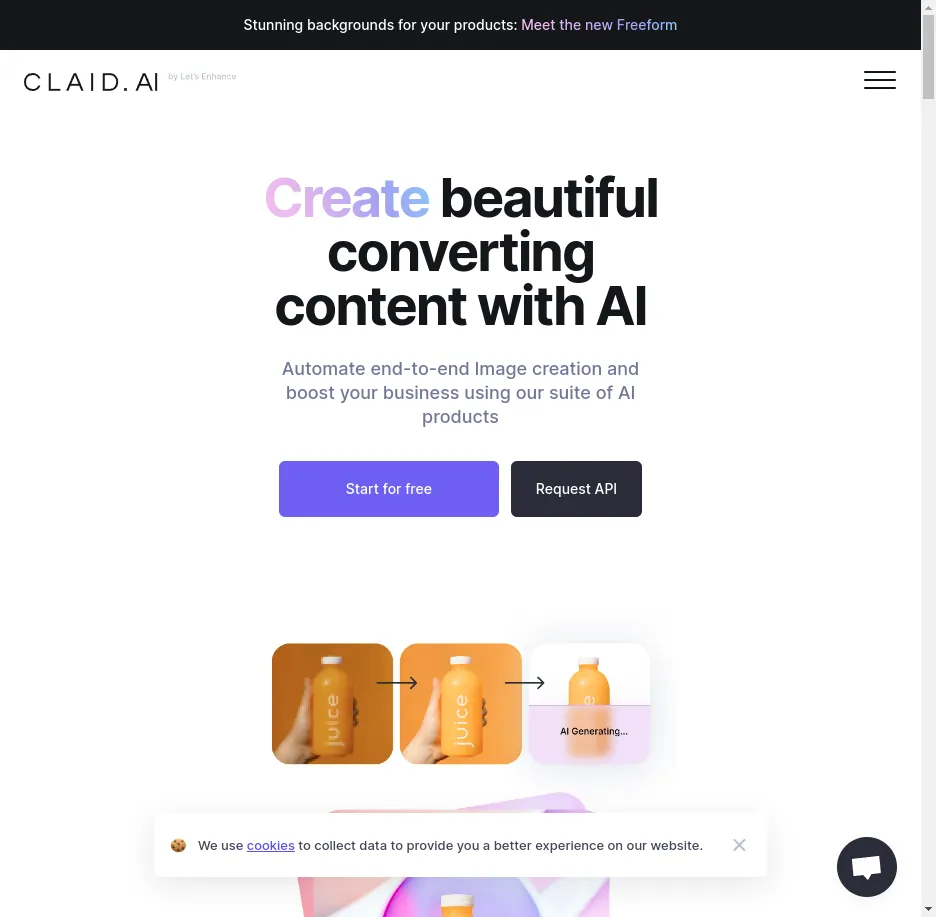 Stunning backgrounds for your products: Meet the new Freeform
CLAID.AI by Let's Enhance
Create beautiful
converting
content with AI
Automate end-to-end Image creation and
boost your business using our suite of AI
products
Start for free
Request API
juice
juice
AI Generating...
We use cookies to collect data to provide you a better experience on our website.